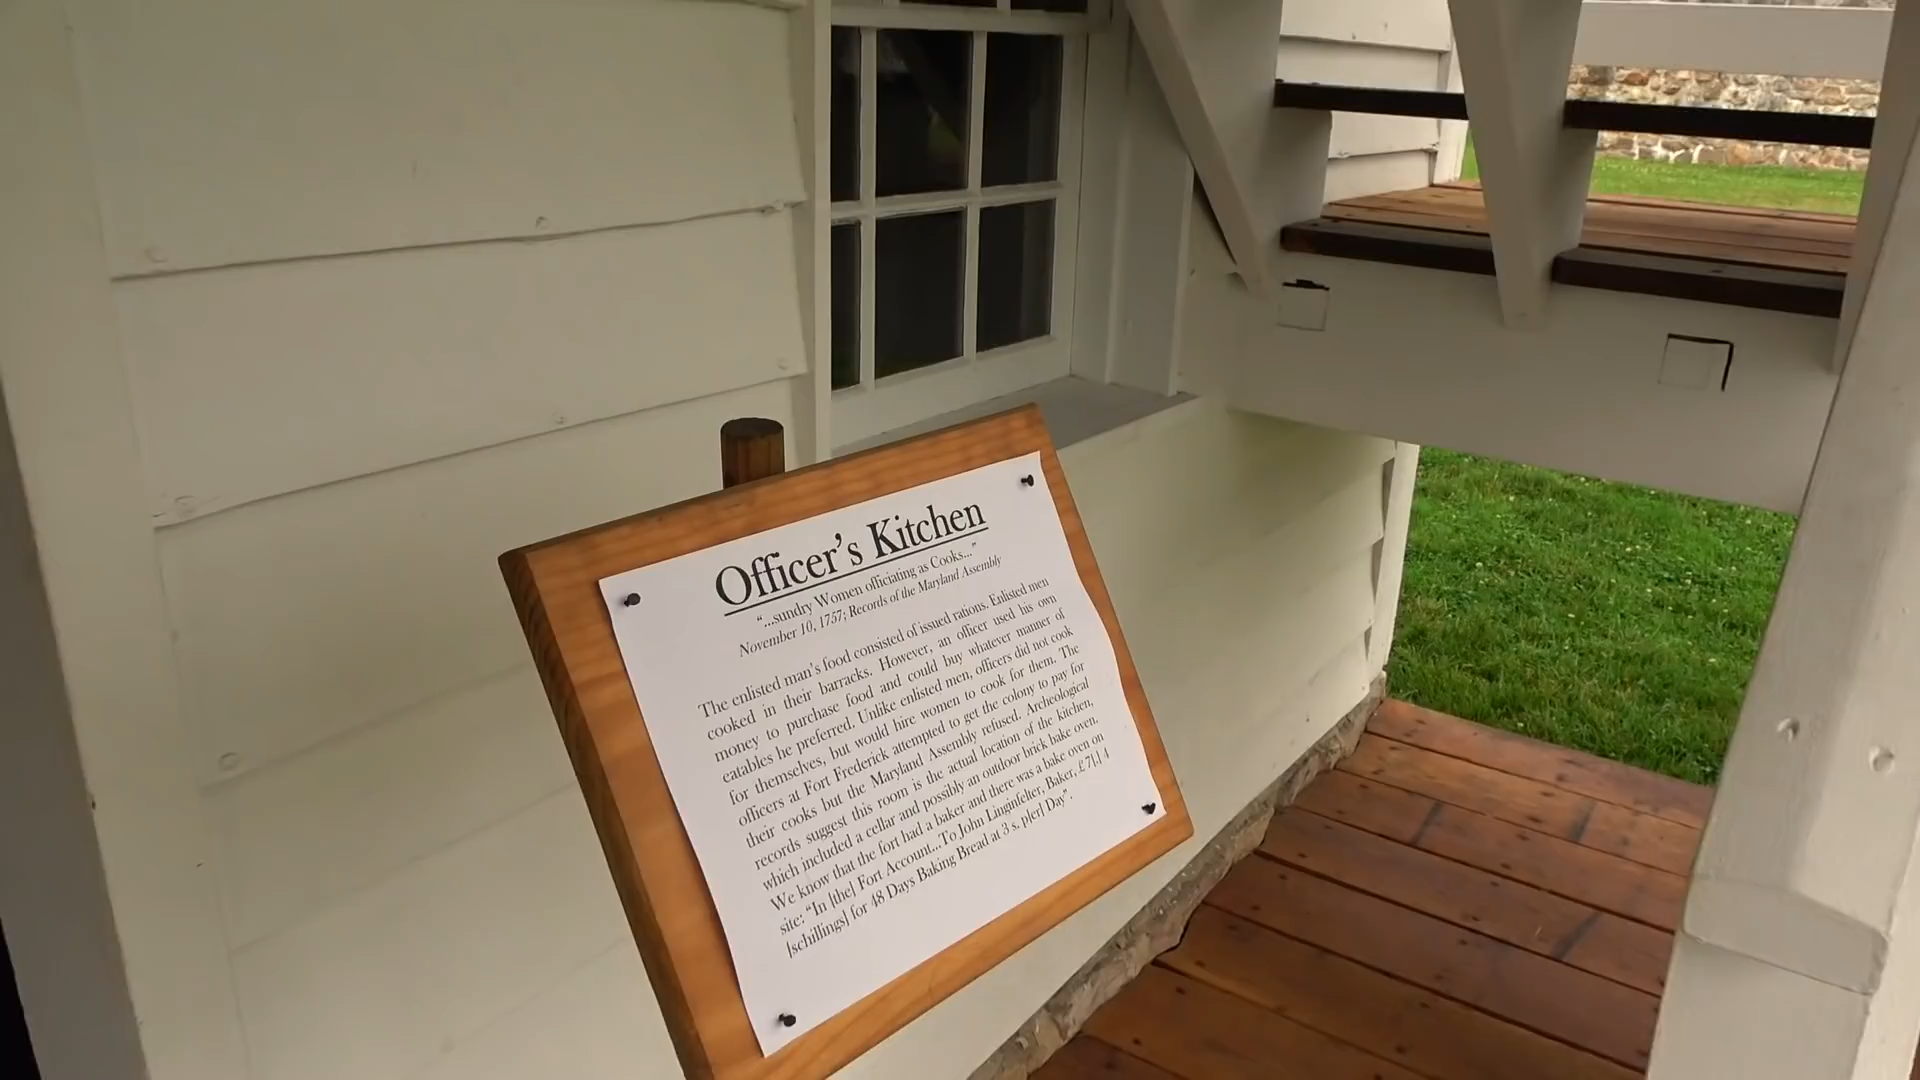 Officer's Kitchen
"...sundry Women officiating as Cooks..."
November 10, 1757; Records of the Maryland Assembly
The enlisted man's food consisted of issued rations. Enlisted men
cooked in their barracks. However, an officer used his own
money to purchase food and could buy whatever manner of
eatables he preferred. Unlike enlisted men, officers did not cook
for themselves, but would hire women to cook for them. The
officers at Fort Frederick attempted to get the colony to pay for
their cooks but the Maryland Assembly refused. Archeological
records suggest this room is the actual location of the kitchen,
which included a cellar and possibly an outdoor brick bake oven.
We know that the fort had a baker and there was a bake oven on
site: "In [the] Fort Account...To John Linginfelter, Baker, £ 7|1|4
[schillings] for 48 Days Baking Bread at 3 s. p[er] Day".